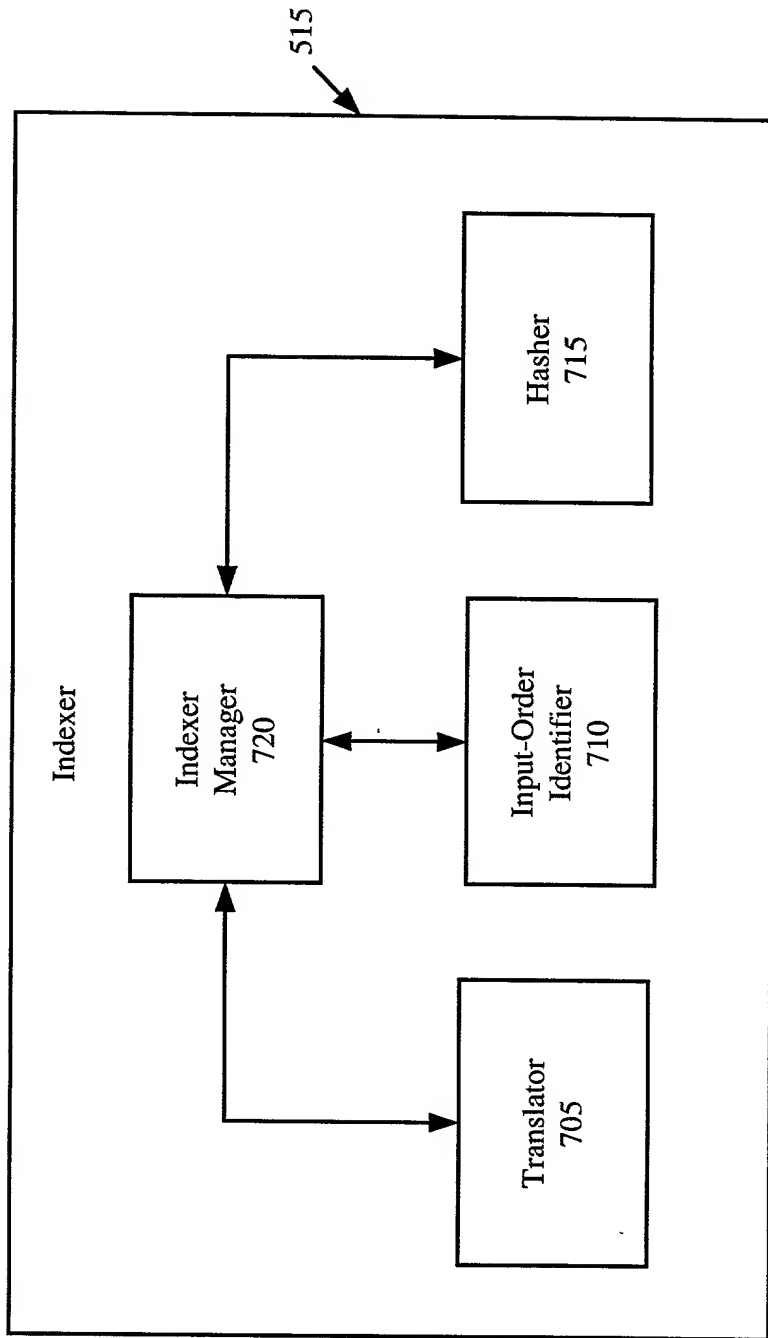 Indexer
515
Indexer
Manager
720
Translator
705
Input-Order
Identifier
710
Hasher
715